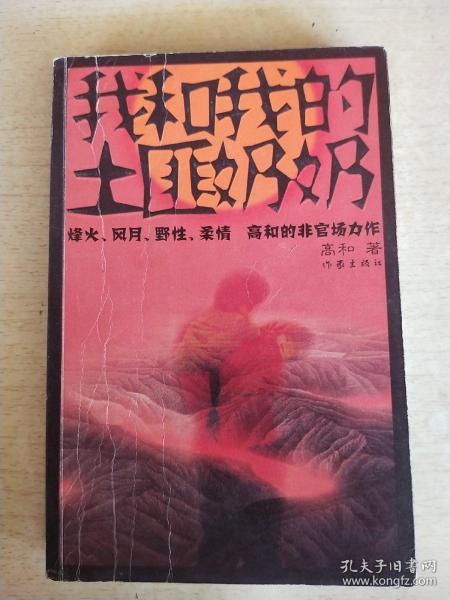 我和我的
土匪奶奶
烽火、风月、野性、柔情 高和的非官场力作
高和 著
作家出版社
孔夫子旧书网
www.kongfz.com